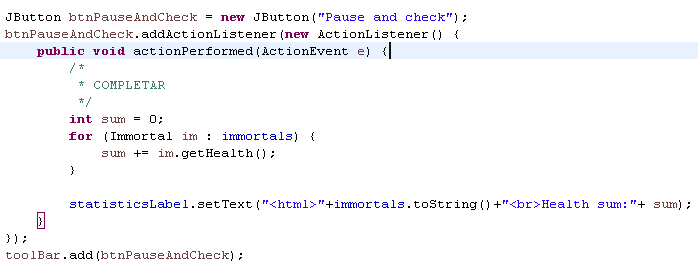 JButton btnPauseAndCheck = new JButton("Pause and check");
btnPauseAndCheck.addActionListener(new ActionListener() {
    public void actionPerformed(ActionEvent e) {
        /*
         * COMPLETAR
         */
        int sum = 0;
        for (Immortal im : immortals) {
            sum += im.getHealth();
        }

        statisticsLabel.setText("<html>"+immortals.toString()+"<br>Health sum:"+ sum);
    }
});
toolBar.add(btnPauseAndCheck);